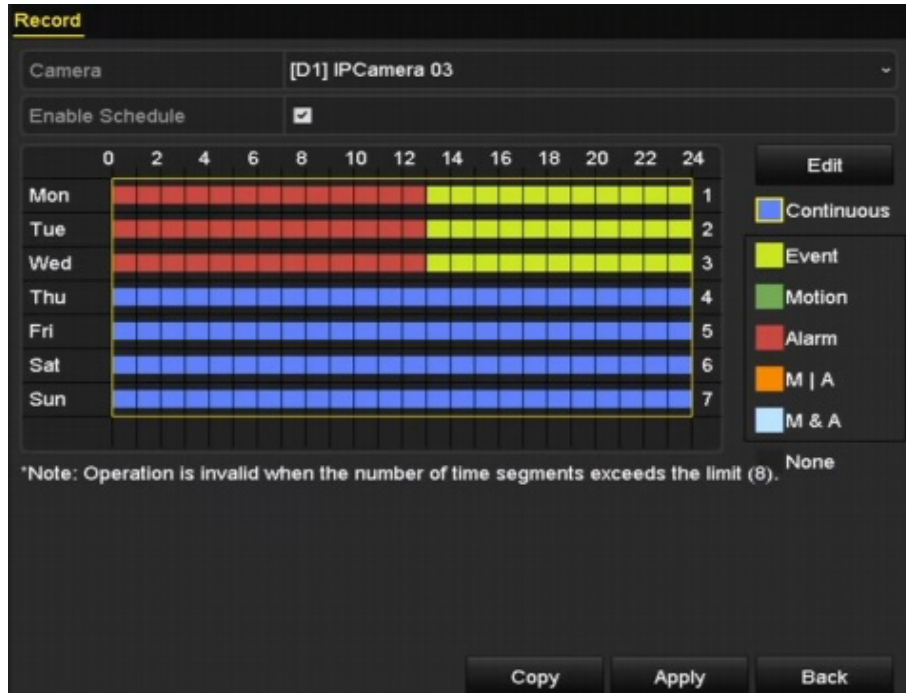 Record
Camera [D1] IPCamera 03
Enable Schedule
0 2 4 6 8 10 12 14 16 18 20 22 24 Edit
Mon 1 Continuous
Tue 2
Wed 3 Event
Thu 4 Motion
Fri 5 Alarm
Sat 6 M | A
Sun 7 M & A
None
*Note: Operation is invalid when the number of time segments exceeds the limit (8).
Copy Apply Back